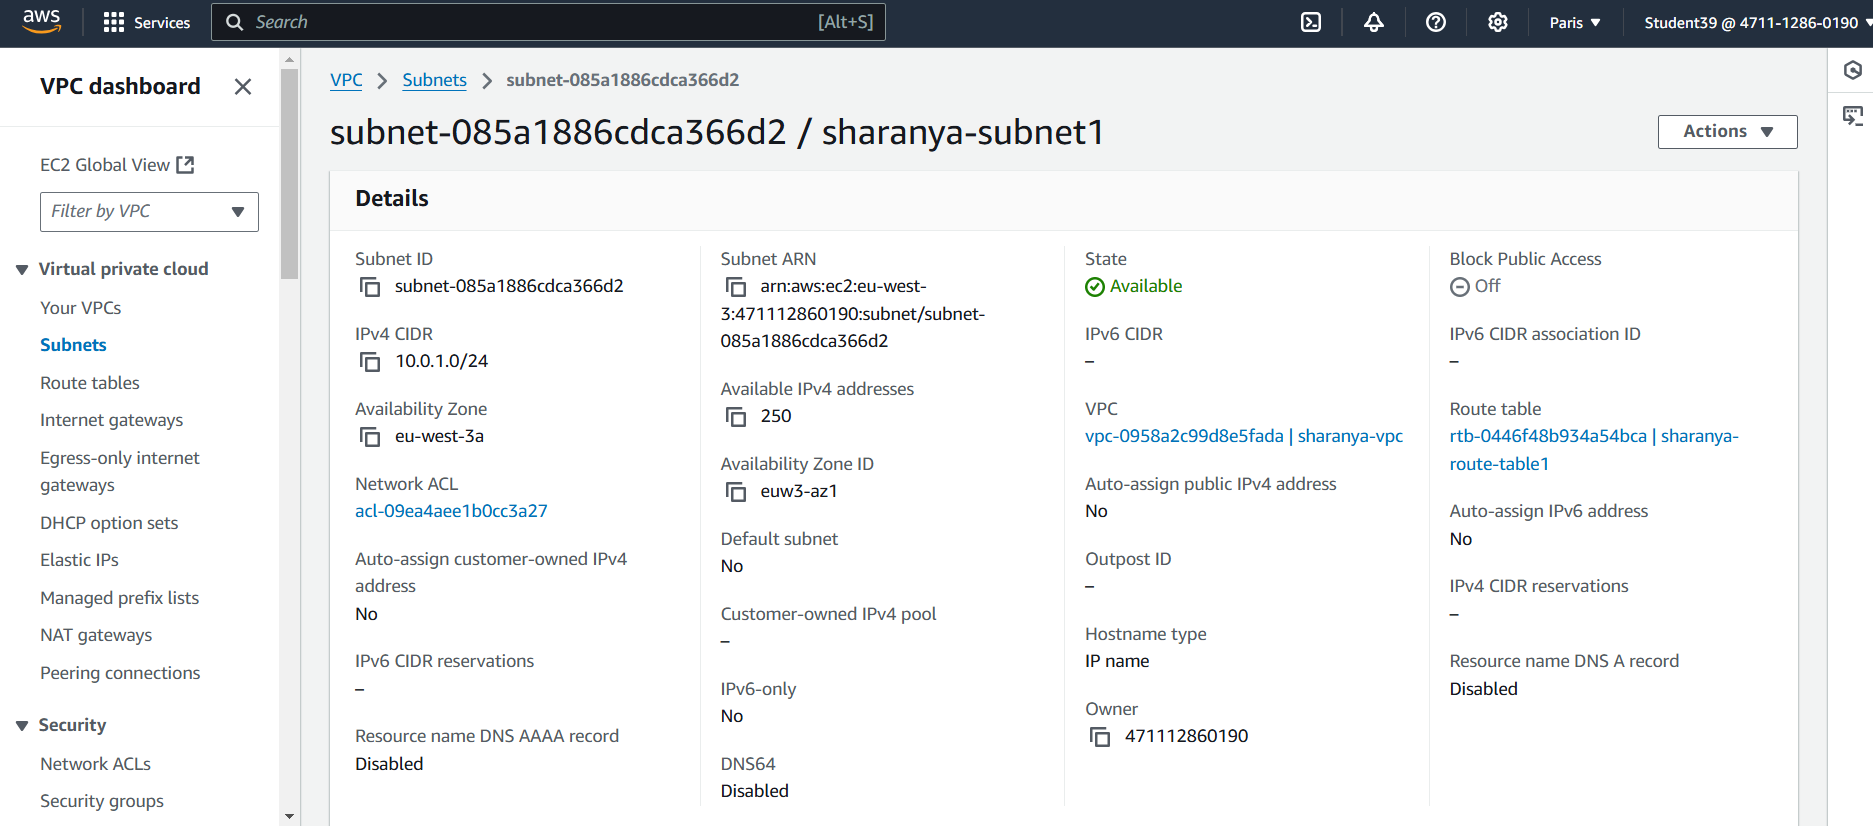 aws
Services
Search
[Alt+S]
Paris
Student39 @ 4711-1286-0190
VPC dashboard
EC2 Global View
Filter by VPC
Virtual private cloud
Your VPCs
Subnets
Route tables
Internet gateways
Egress-only internet
gateways
DHCP option sets
Elastic IPs
Managed prefix lists
NAT gateways
Peering connections
Security
Network ACLs
Security groups
VPC
Subnets
subnet-085a1886cdca366d2
subnet-085a1886cdca366d2 / sharanya-subnet1
Actions
Details
Subnet ID
subnet-085a1886cdca366d2
IPv4 CIDR
10.0.1.0/24
Availability Zone
eu-west-3a
Network ACL
acl-09ea4aee1b0cc3a27
Auto-assign customer-owned IPv4
address
No
IPv6 CIDR reservations
–
Resource name DNS AAAA record
Disabled
Subnet ARN
arn:aws:ec2:eu-west-
3:471112860190:subnet/subnet-
085a1886cdca366d2
Available IPv4 addresses
250
Availability Zone ID
euw3-az1
Default subnet
No
Customer-owned IPv4 pool
–
IPv6-only
No
DNS64
Disabled
State
Available
IPv6 CIDR
–
VPC
vpc-0958a2c99d8e5fada | sharanya-vpc
Auto-assign public IPv4 address
No
Outpost ID
–
Hostname type
IP name
Owner
471112860190
Block Public Access
Off
IPv6 CIDR association ID
–
Route table
rtb-0446f48b934a54bca | sharanya-
route-table1
Auto-assign IPv6 address
No
IPv4 CIDR reservations
–
Resource name DNS A record
Disabled